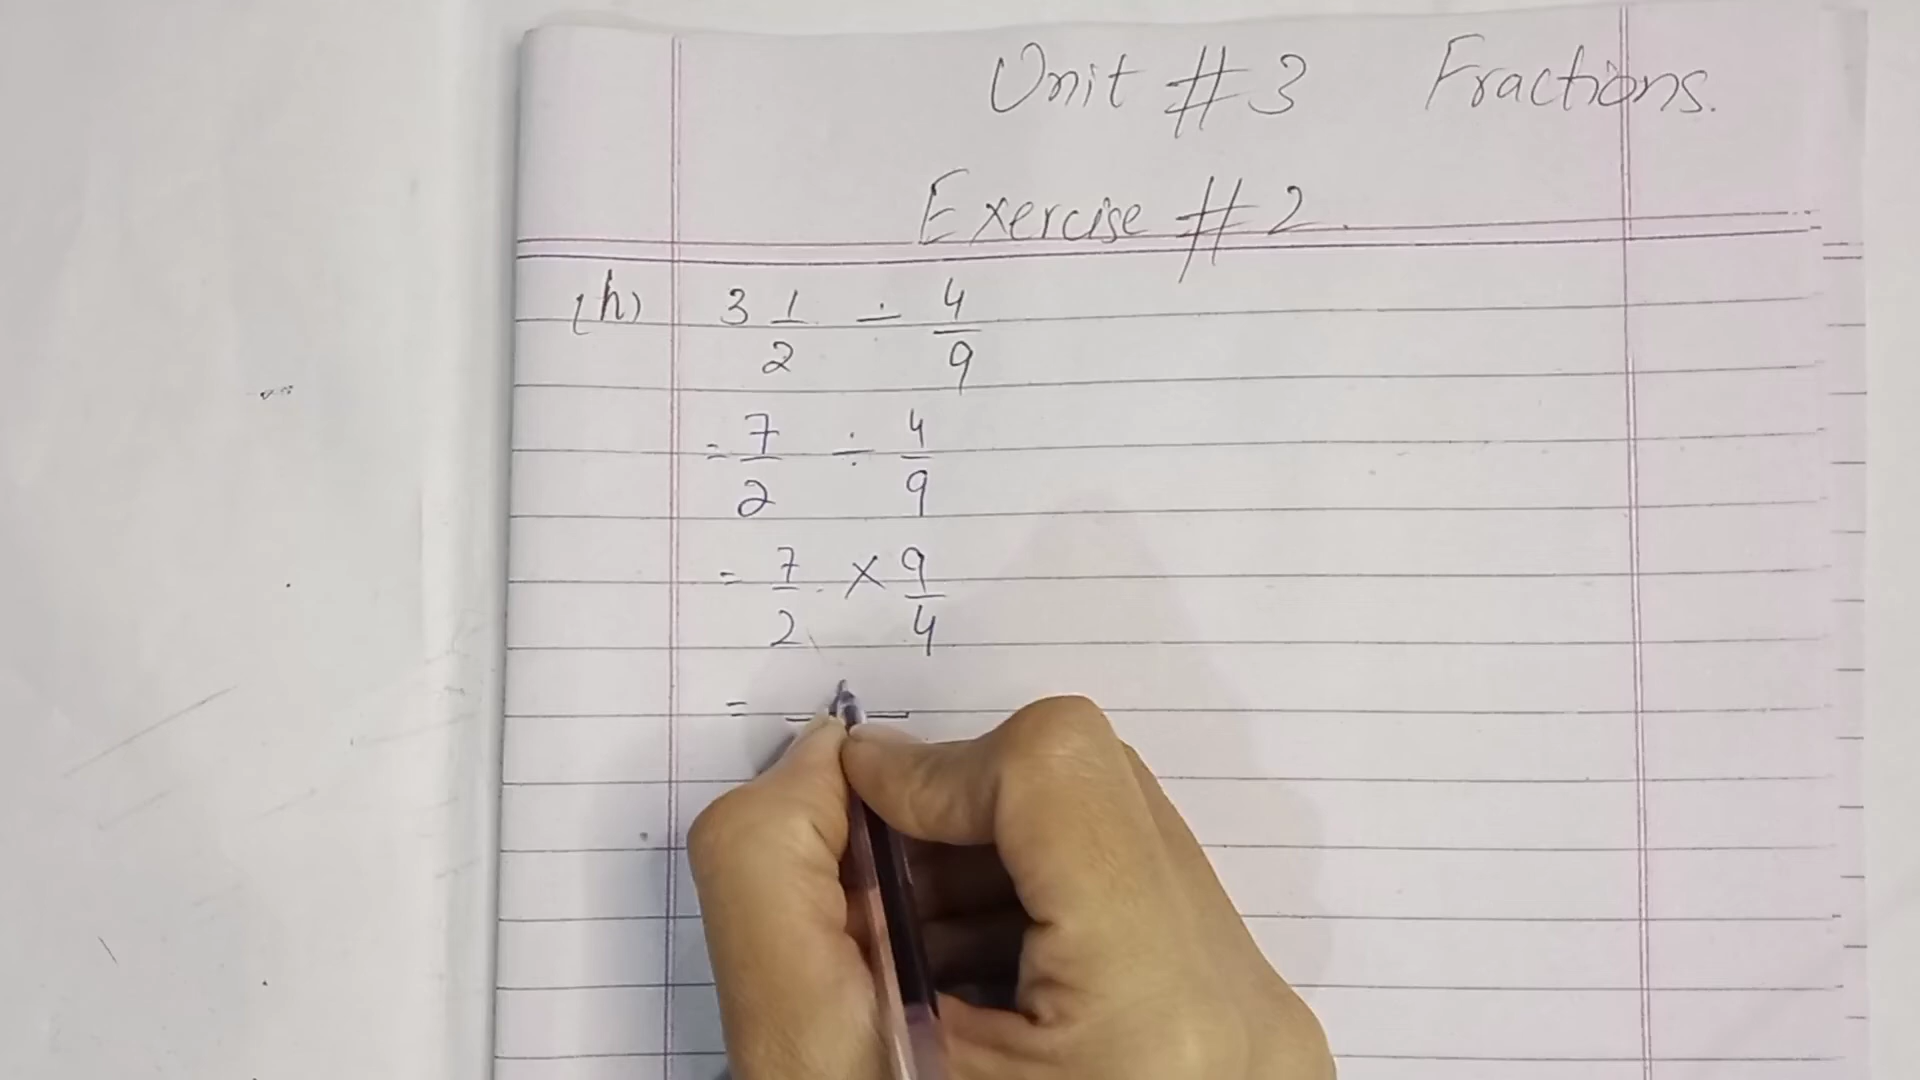 Unit # 3 Fractions.
Exercise # 2.
(h) 3 1/2 ÷ 4/9
= 7/2 ÷ 4/9
= 7/2 × 9/4
=